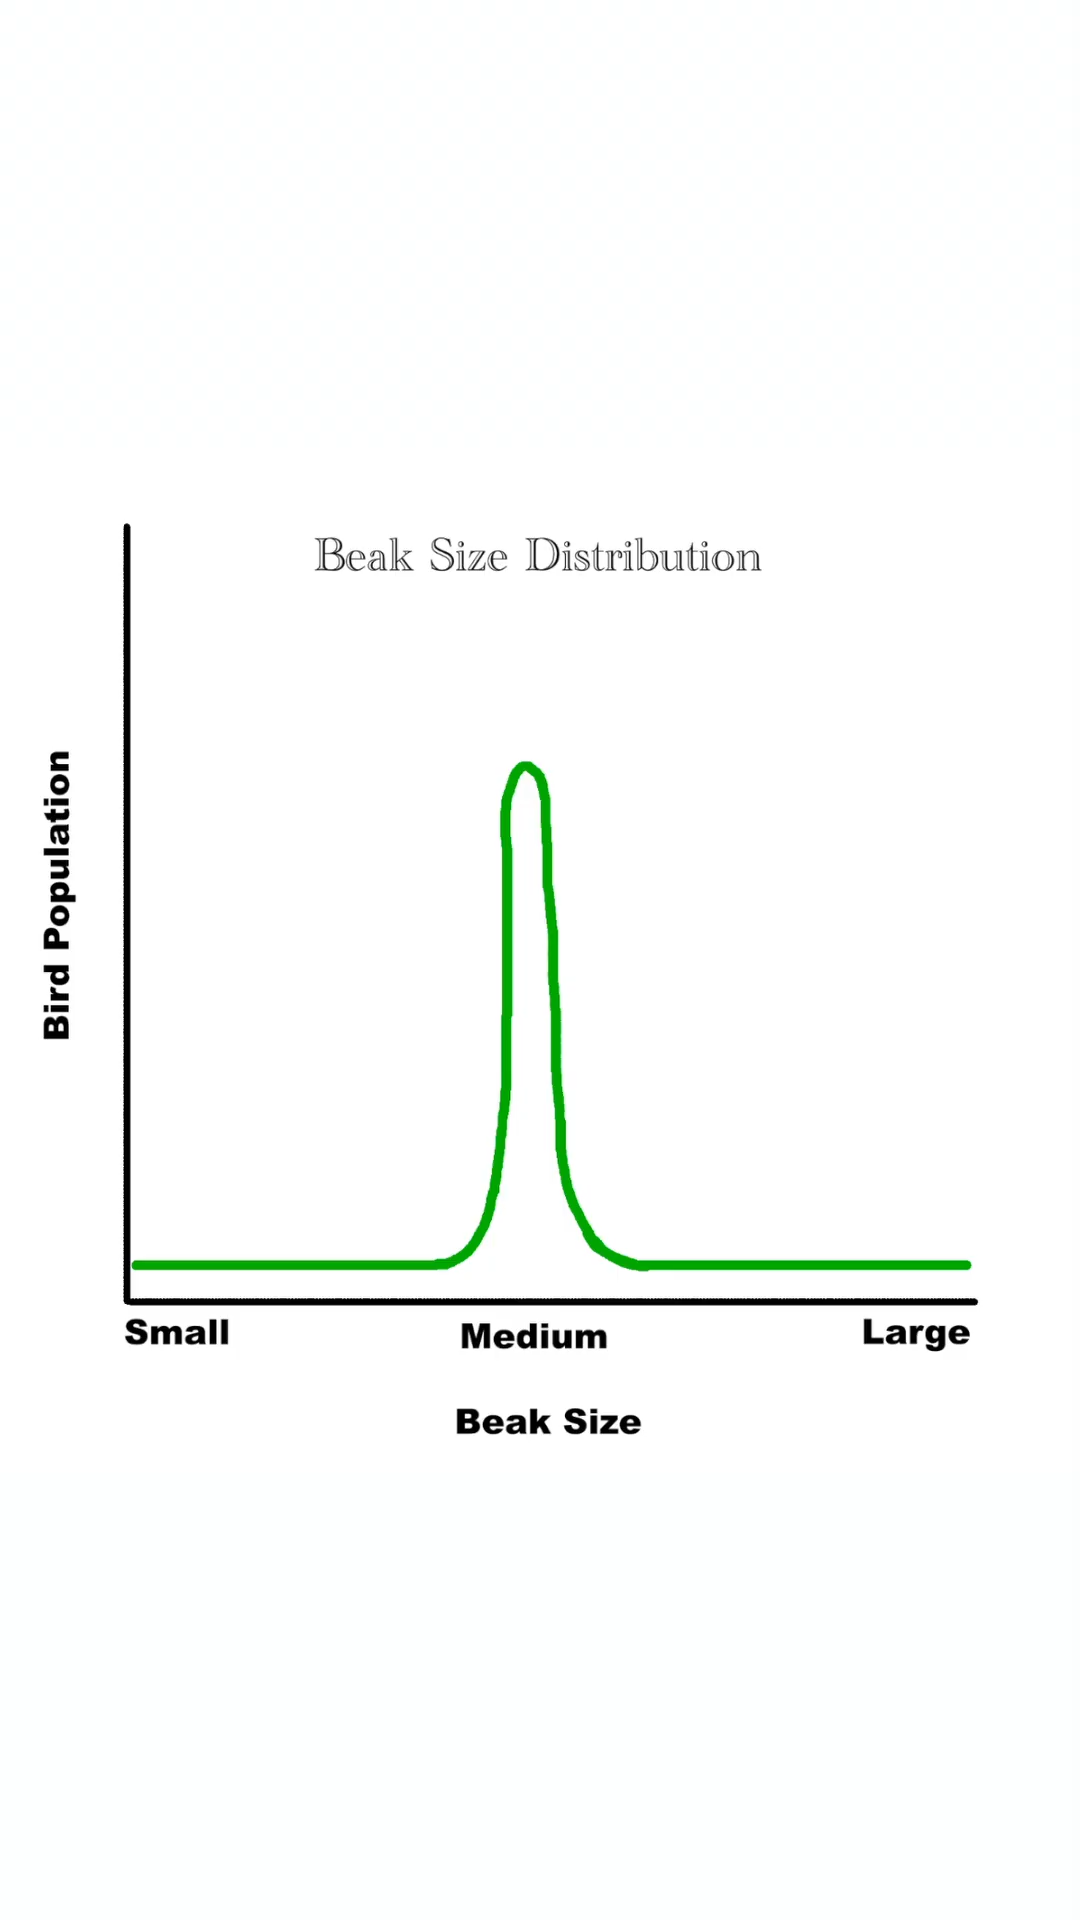 Beak Size Distribution
Bird Population
Small
Medium
Large
Beak Size